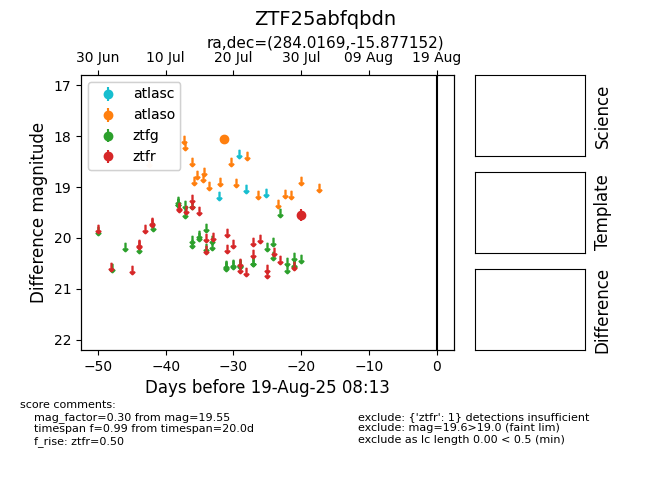 ZTF25abfqbdn
ra,dec=(284.0169,-15.877152)
30 Jun 10 Jul 20 Jul 30 Jul 09 Aug 19 Aug
atlasc
atlaso
ztfg
ztfr
17
18
19
20
21
22
Difference magnitude
−50 −40 −30 −20 −10 0
Days before 19-Aug-25 08:13
Science
Template
Difference
score comments:
mag_factor=0.30 from mag=19.55
timespan f=0.99 from timespan=20.0d
f_rise: ztfr=0.50
exclude: {'ztfr': 1} detections insufficient
exclude: mag=19.6>19.0 (faint lim)
exclude as lc length 0.00 < 0.5 (min)